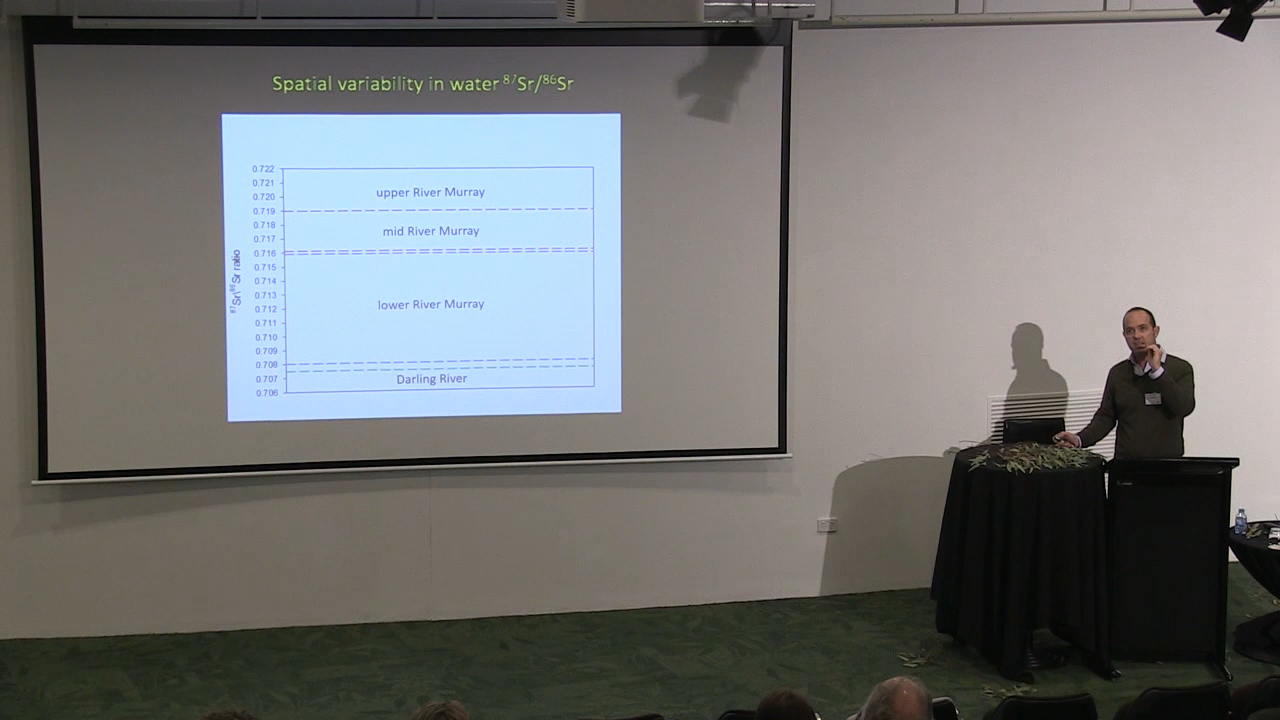 Spatial variability in water ⁸⁷Sr/⁸⁶Sr
0.722
0.721
0.720
0.719
0.718
0.717
0.716
0.715
0.714
0.713
0.712
0.711
0.710
0.709
0.708
0.707
0.706
⁸⁷Sr\⁸⁶Sr ratio
upper River Murray
mid River Murray
lower River Murray
Darling River